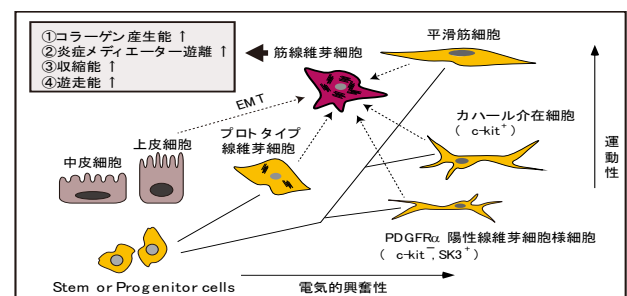 ①コラーゲン産生能 ↑
②炎症メディエーター遊離 ↑
③収縮能 ↑
④遊走能 ↑
筋線維芽細胞
平滑筋細胞
EMT
カハール介在細胞
( c-kit⁺)
上皮細胞
中皮細胞
プロトタイプ
線維芽細胞
運動性
PDGFRα 陽性線維芽細胞様細胞
( c-kit⁻, SK3⁺)
Stem or Progenitor cells
電気的興奮性